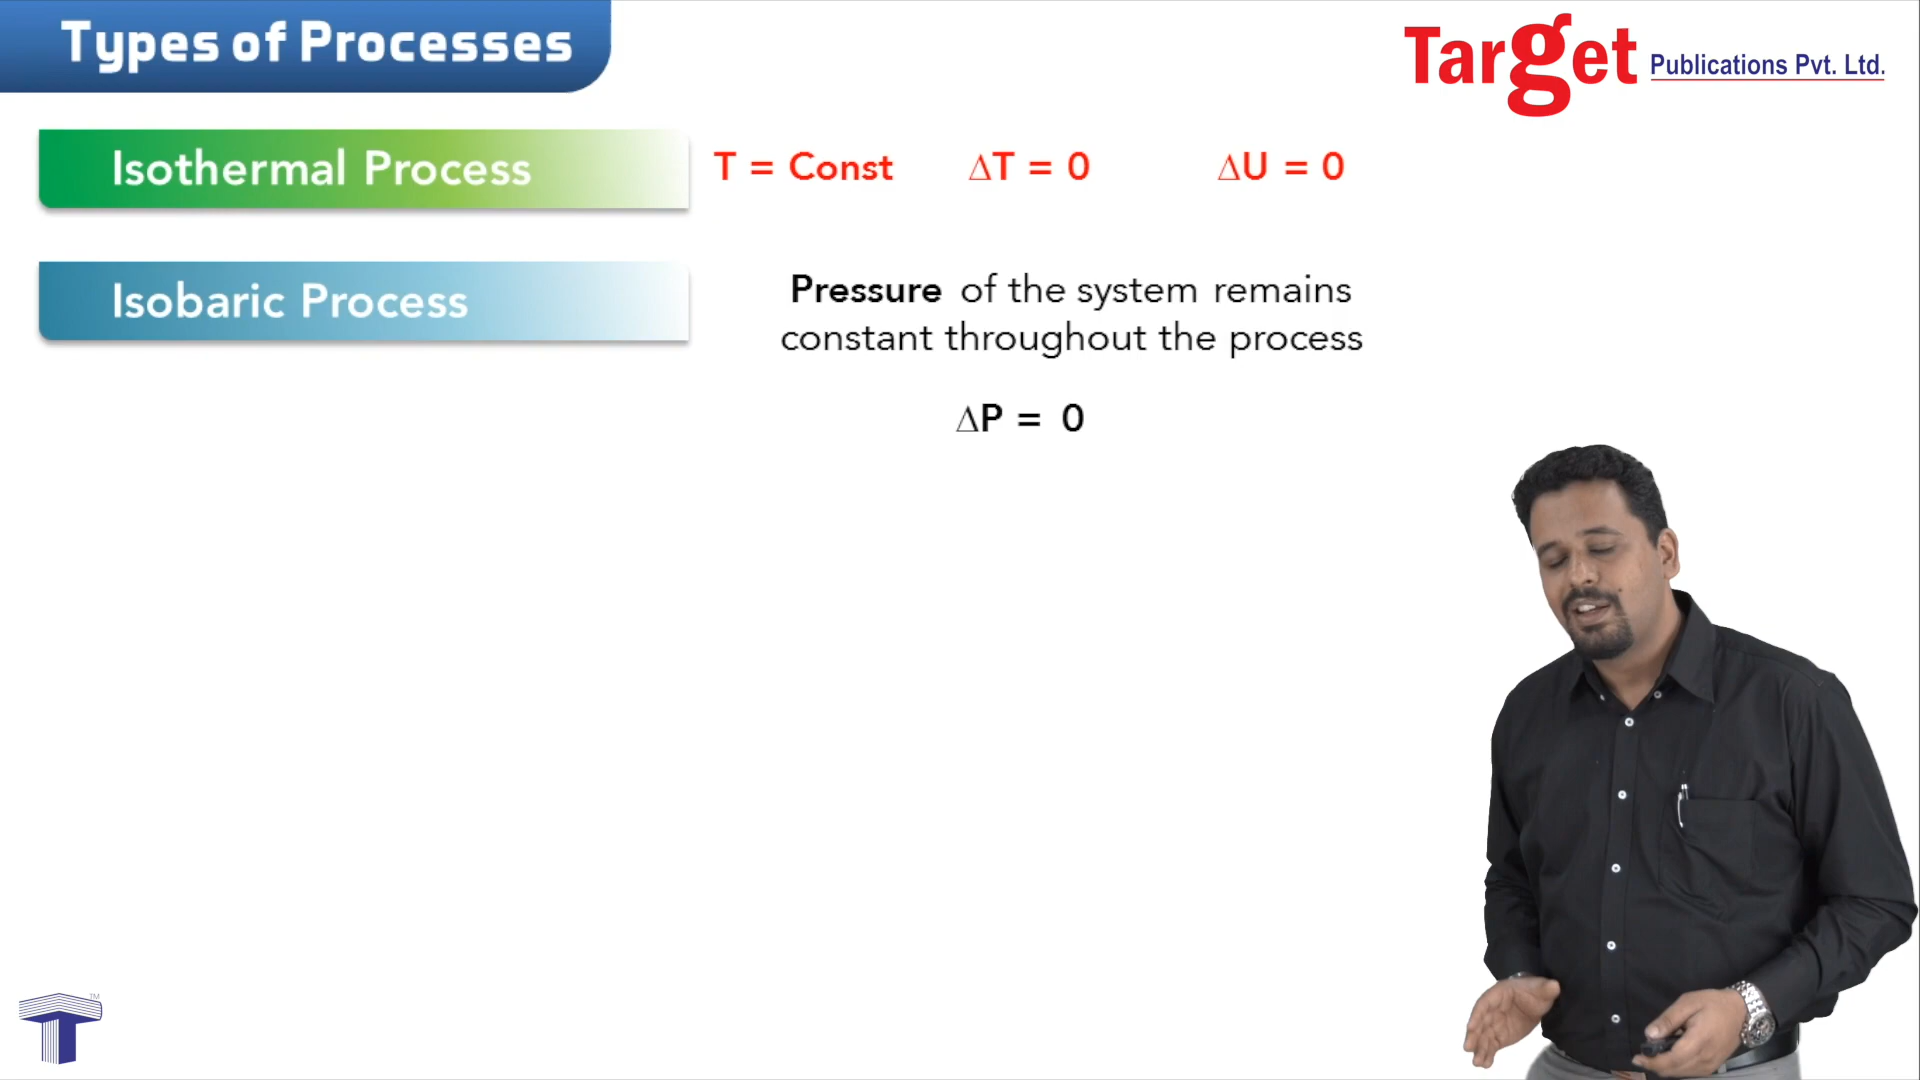 Types of Processes
Target Publications Pvt. Ltd.
Isothermal Process
T = Const ΔT = 0 ΔU = 0
Isobaric Process
Pressure of the system remains
constant throughout the process
ΔP = 0
TM